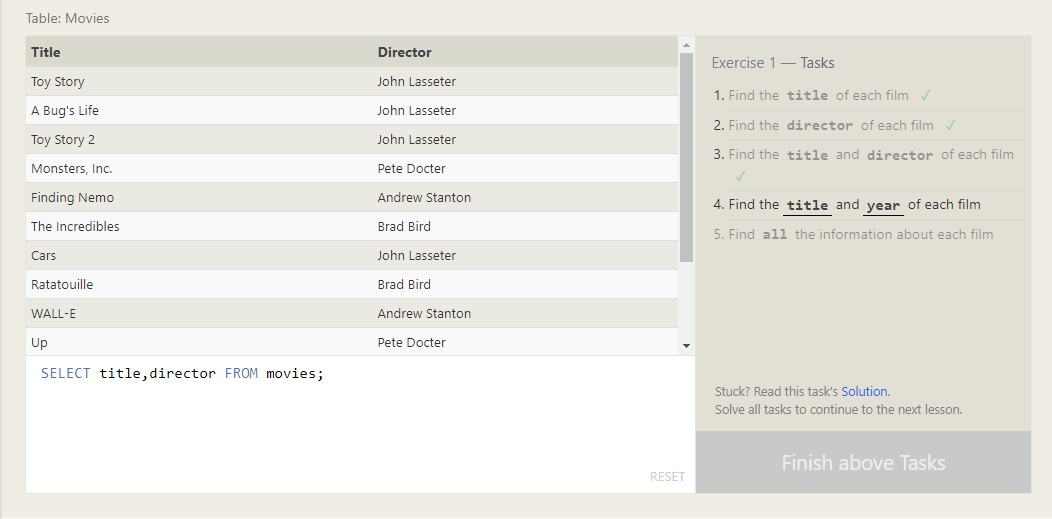 Table: Movies
Title Director
Toy Story John Lasseter
A Bug's Life John Lasseter
Toy Story 2 John Lasseter
Monsters, Inc. Pete Docter
Finding Nemo Andrew Stanton
The Incredibles Brad Bird
Cars John Lasseter
Ratatouille Brad Bird
WALL-E Andrew Stanton
Up Pete Docter
SELECT title,director FROM movies;
RESET
Exercise 1 — Tasks
1. Find the title of each film ✓
2. Find the director of each film ✓
3. Find the title and director of each film
✓
4. Find the title and year of each film
5. Find all the information about each film
Stuck? Read this task's Solution.
Solve all tasks to continue to the next lesson.
Finish above Tasks